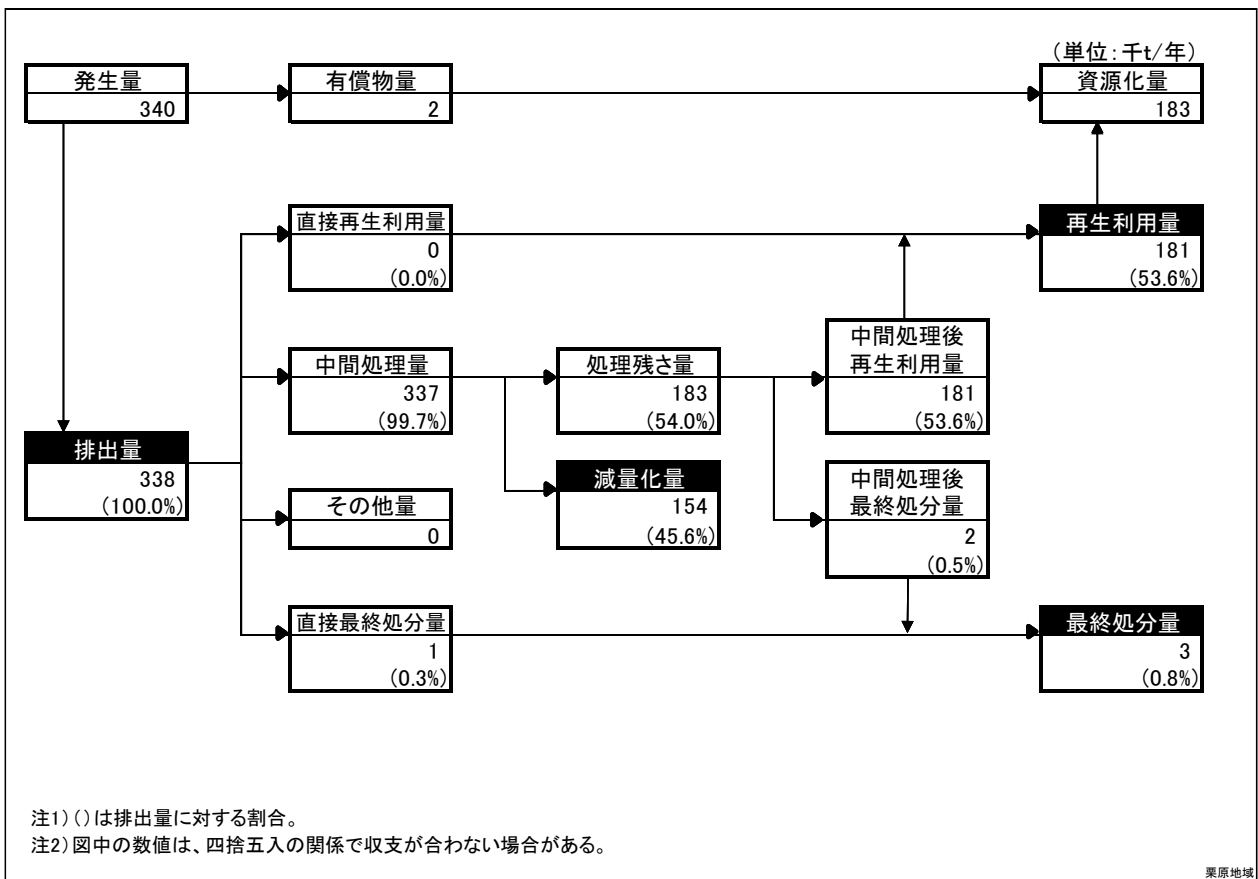 (単位:千t/年)
発生量
340
有償物量
2
資源化量
183
直接再生利用量
0
(0.0%)
再生利用量
181
(53.6%)
中間処理量
337
(99.7%)
処理残さ量
183
(54.0%)
中間処理後
再生利用量
181
(53.6%)
排出量
338
(100.0%)
減量化量
154
(45.6%)
中間処理後
最終処分量
2
(0.5%)
その他量
0
直接最終処分量
1
(0.3%)
最終処分量
3
(0.8%)
注1)()は排出量に対する割合。
注2)図中の数値は、四捨五入の関係で収支が合わない場合がある。
栗原地域